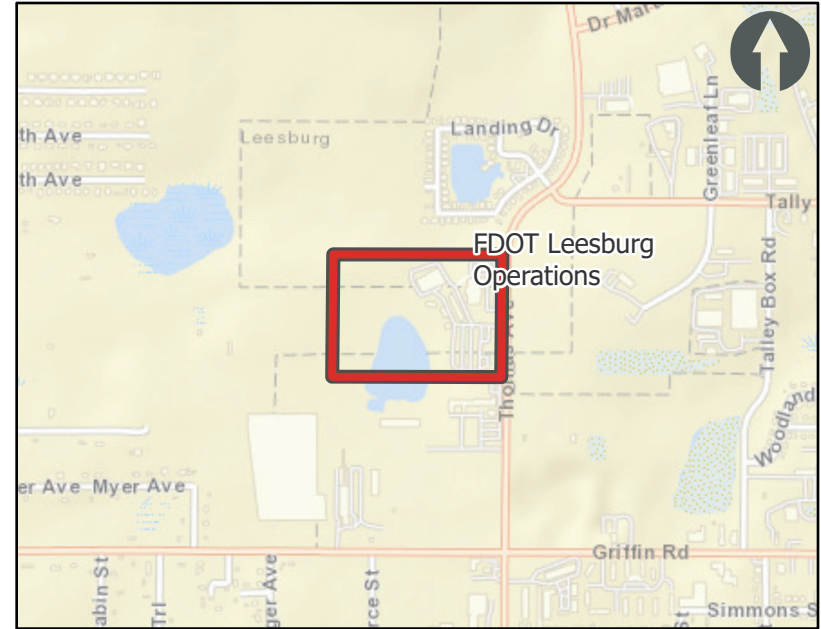 Dr Mar
Greenleaf Ln
th Ave
Leesburg
Landing Dr
th Ave
Tally
FDOT Leesburg
Operations
Talley Box Rd
Thomas Ave
Woodland
er Ave Myer Ave
Griffin Rd
abin St
Trl
ger Ave
rce St
St
Simmons S